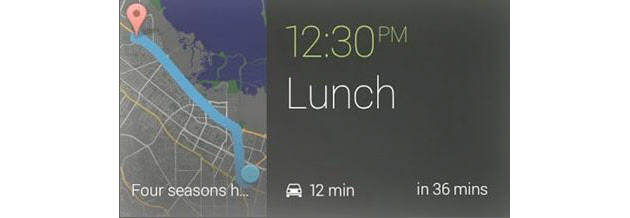 12:30PM
Lunch
Four seasons h...
12 min
in 36 mins